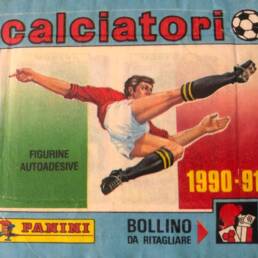 calciatori
FIGURINE
AUTOADESIVE
1990-91
PANINI
BOLLINO
DA RITAGLIARE